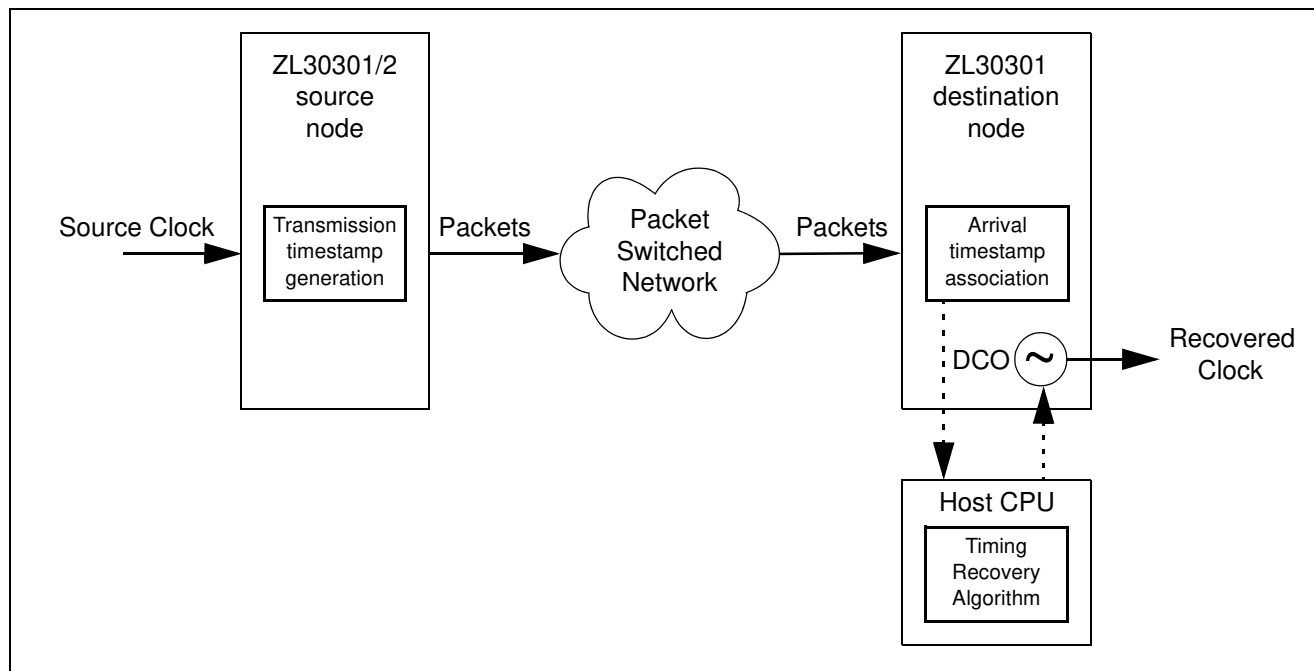 ZL30301/2
source
node
Source Clock
Transmission
timestamp
generation
Packets
Packet
Switched
Network
Packets
ZL30301
destination
node
Arrival
timestamp
association
DCO
~
Recovered
Clock
Host CPU
Timing
Recovery
Algorithm